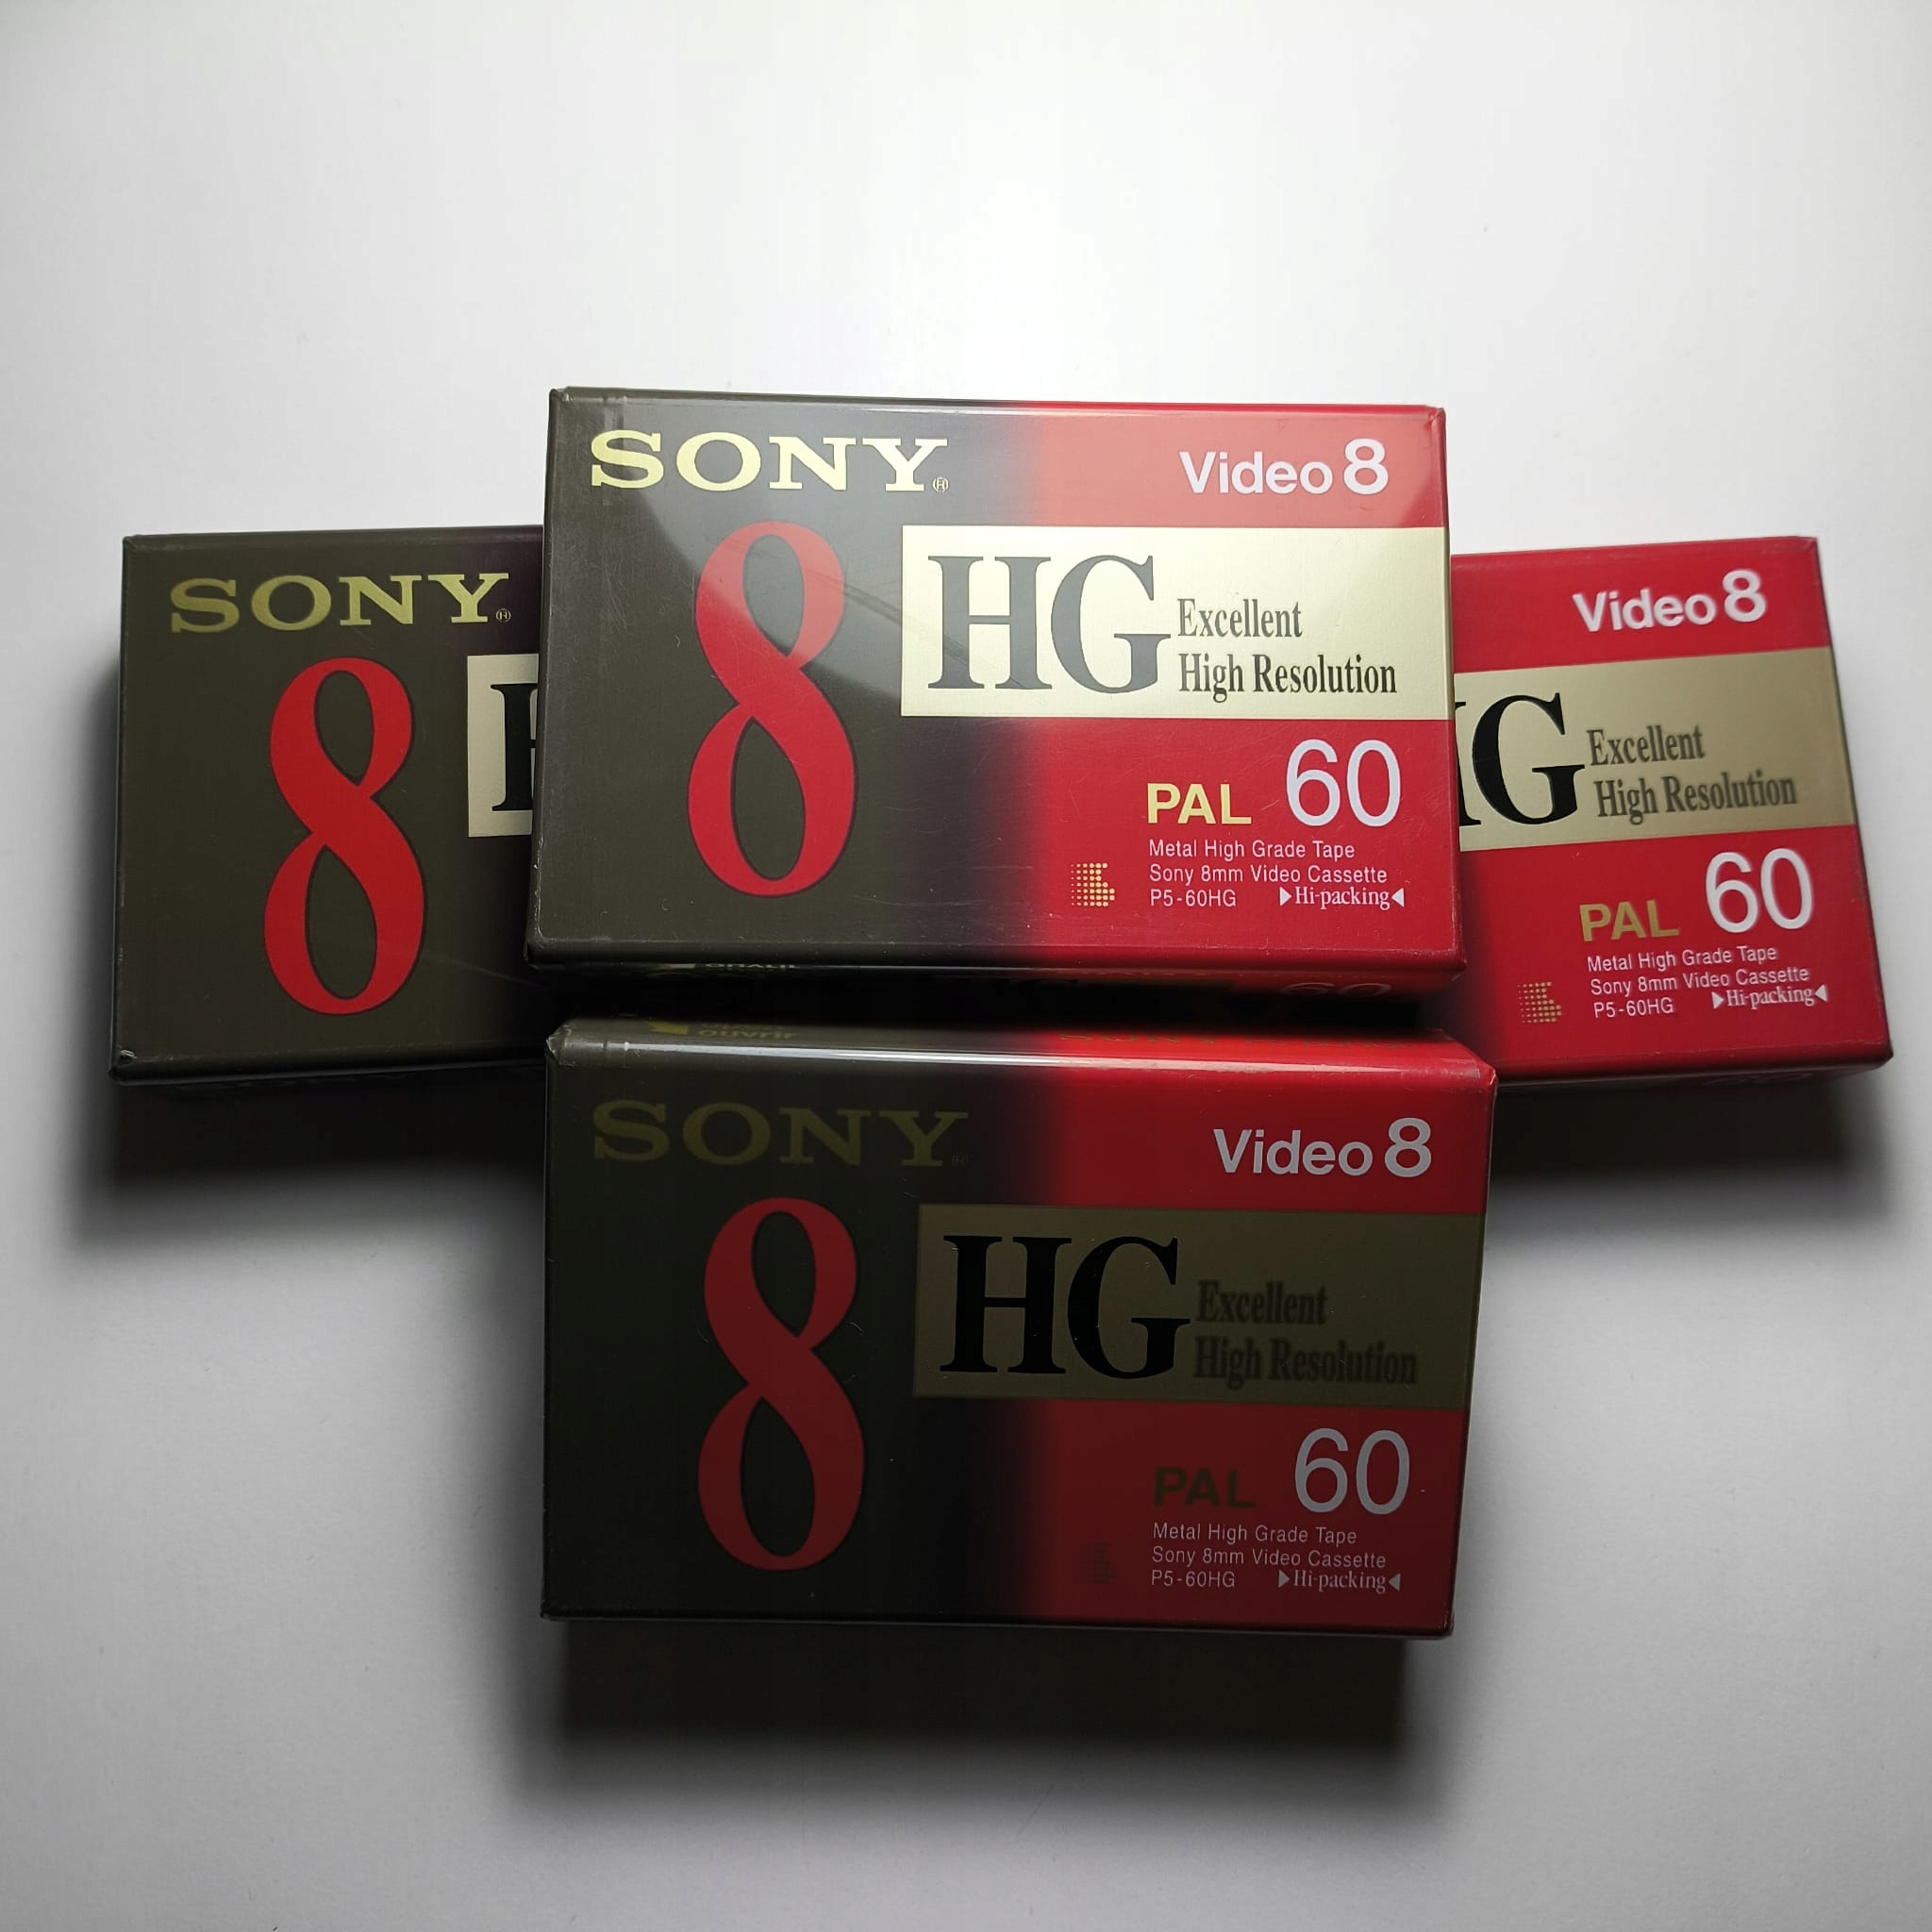 SONY®
Video 8
8
HG Excellent
High Resolution
PAL 60
Metal High Grade Tape
Sony 8mm Video Cassette
P5-60HG ▶Hi-packing◀
60
SONY®
8
Video 8
HG Excellent
High Resolution
PAL 60
Metal High Grade Tape
Sony 8mm Video Cassette
P5-60HG ▶Hi-packing◀
ouvrir
SONY®
Video 8
8
HG Excellent
High Resolution
PAL 60
Metal High Grade Tape
Sony 8mm Video Cassette
P5-60HG ▶Hi-packing◀